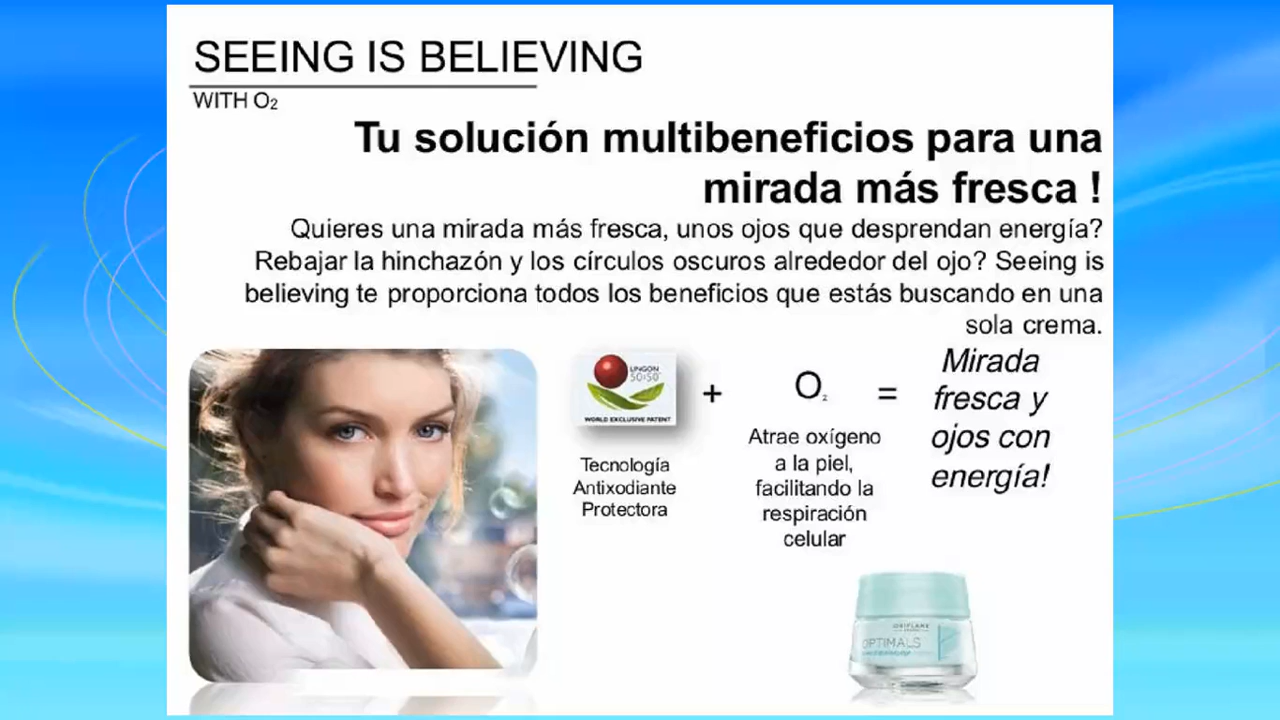 SEEING IS BELIEVING
WITH O₂
Tu solución multibeneficios para una
mirada más fresca !
Quieres una mirada más fresca, unos ojos que desprendan energía?
Rebajar la hinchazón y los círculos oscuros alrededor del ojo? Seeing is
believing te proporciona todos los beneficios que estás buscando en una
sola crema.
LINGON
50:50
WORLD EXCLUSIVE PATENT
Tecnología
Antixodiante
Protectora
+
O₂
Atrae oxígeno
a la piel,
facilitando la
respiración
celular
=
Mirada
fresca y
ojos con
energía!
ORIFLAME
OPTIMALS